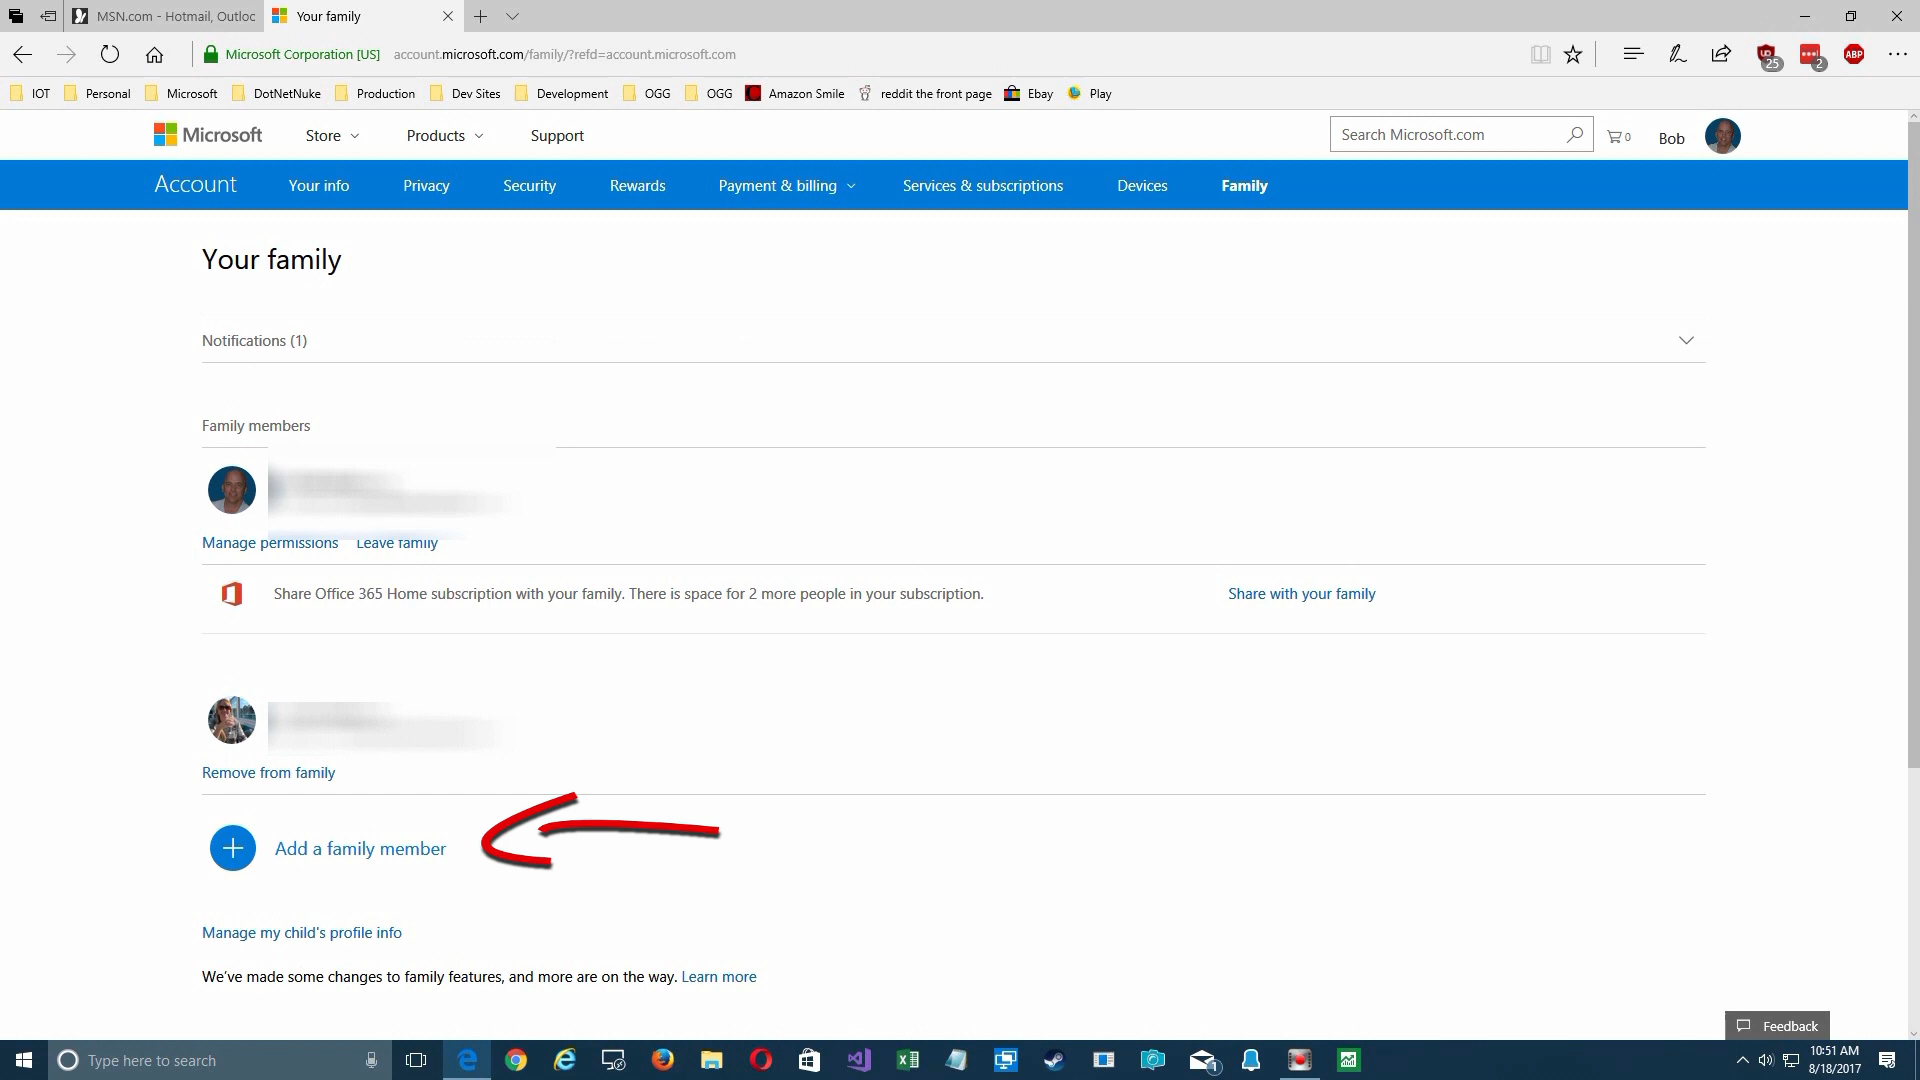 MSN.com - Hotmail, Outloc
Your family
Microsoft Corporation [US]
account.microsoft.com/family/?refd=account.microsoft.com
25
2
ABP
IOT
Personal
Microsoft
DotNetNuke
Production
Dev Sites
Development
OGG
OGG
Amazon Smile
reddit the front page
Ebay
Play
Microsoft
Store
Products
Support
Search Microsoft.com
0
Bob
Account
Your info
Privacy
Security
Rewards
Payment & billing
Services & subscriptions
Devices
Family
Your family
Notifications (1)
Family members
Manage permissions
Leave family
Share Office 365 Home subscription with your family. There is space for 2 more people in your subscription.
Share with your family
Remove from family
Add a family member
Manage my child's profile info
We've made some changes to family features, and more are on the way. Learn more
Feedback
Type here to search
1
10:51 AM
8/18/2017